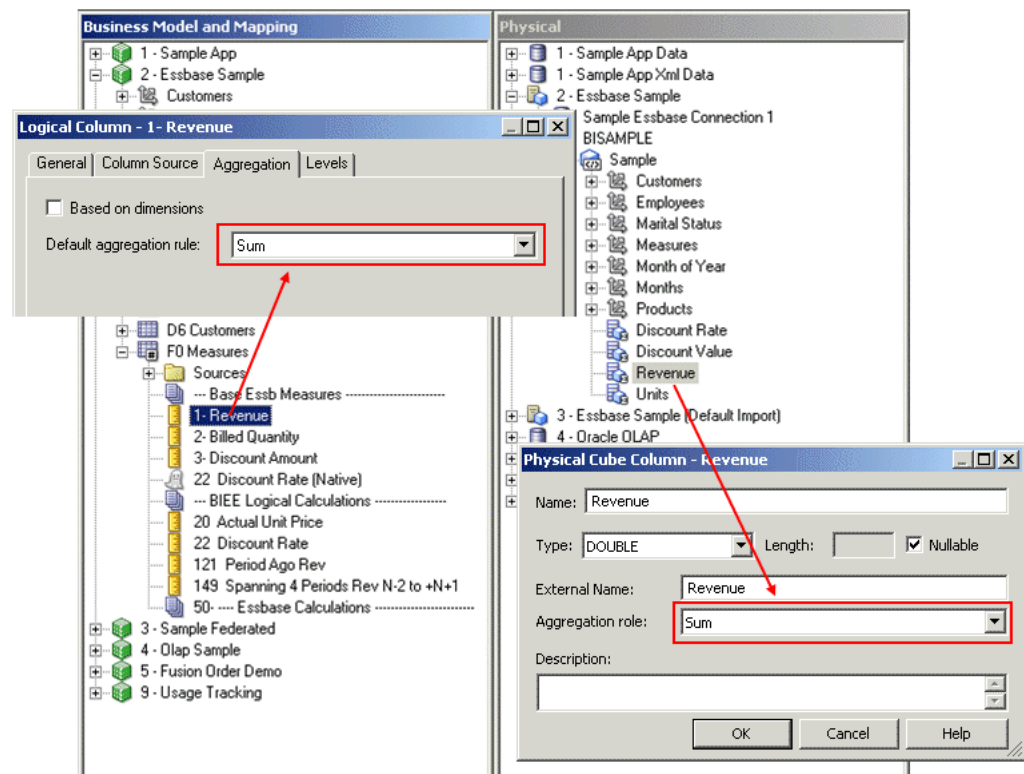 Business Model and Mapping
1 - Sample App
2 - Essbase Sample
Customers
Logical Column - 1- Revenue
General
Column Source
Aggregation
Levels
Based on dimensions
Default aggregation rule:
Sum
D6 Customers
F0 Measures
Sources
--- Base Essb Measures -----------------------
1- Revenue
2- Billed Quantity
3- Discount Amount
22 Discount Rate (Native)
--- BIEE Logical Calculations ----------------
20 Actual Unit Price
22 Discount Rate
121 Period Ago Rev
149 Spanning 4 Periods Rev N-2 to +N+1
50- ---- Essbase Calculations -----------------------
3 - Sample Federated
4 - Olap Sample
5 - Fusion Order Demo
9 - Usage Tracking
Physical
1 - Sample App Data
1 - Sample App Xml Data
2 - Essbase Sample
Sample Essbase Connection 1
BISAMPLE
Sample
Customers
Employees
Marital Status
Measures
Month of Year
Months
Products
Discount Rate
Discount Value
Revenue
Units
3 - Essbase Sample (Default Import)
4 - Oracle OLAP
Physical Cube Column - Revenue
Name: Revenue
Type: DOUBLE Length: Nullable
External Name: Revenue
Aggregation role: Sum
Description:
OK Cancel Help